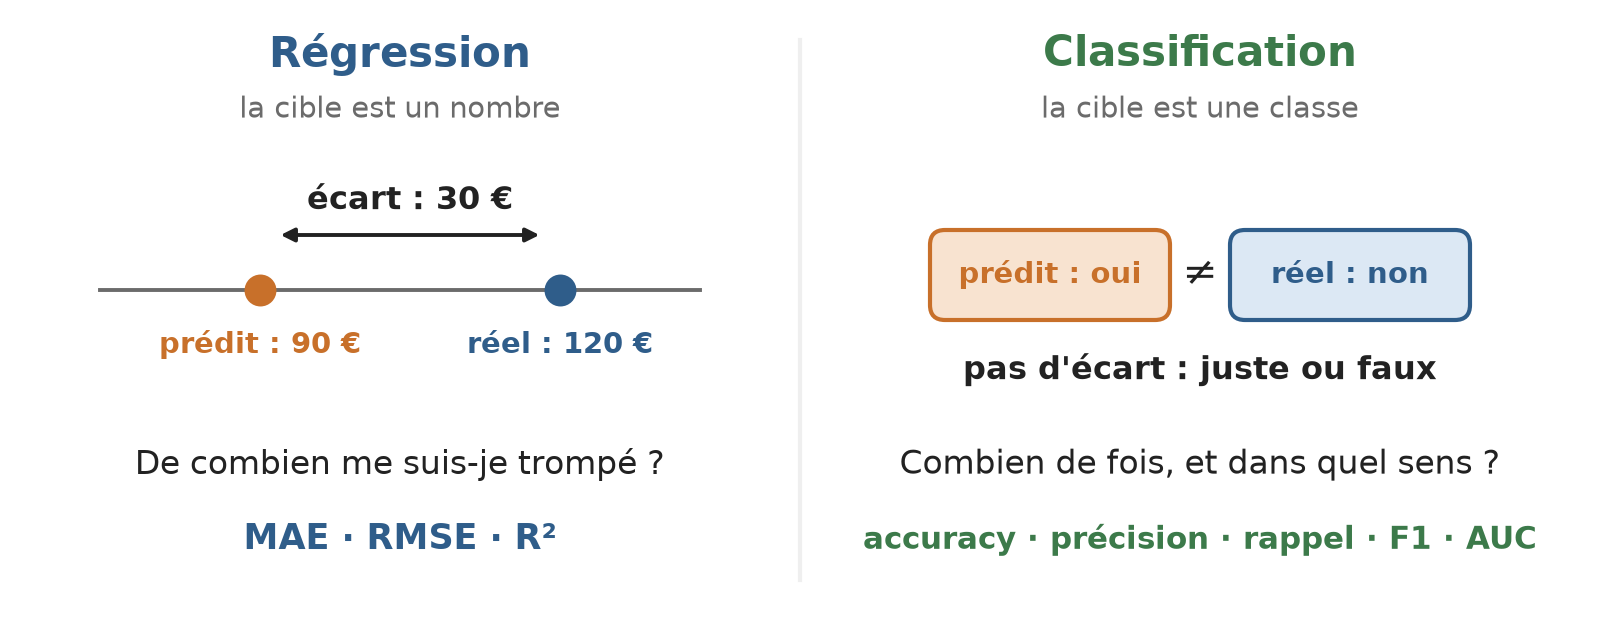 Régression
la cible est un nombre
écart : 30 €
prédit : 90 €
réel : 120 €
De combien me suis-je trompé ?
MAE · RMSE · R²
Classification
la cible est une classe
prédit : oui
≠
réel : non
pas d'écart : juste ou faux
Combien de fois, et dans quel sens ?
accuracy · précision · rappel · F1 · AUC